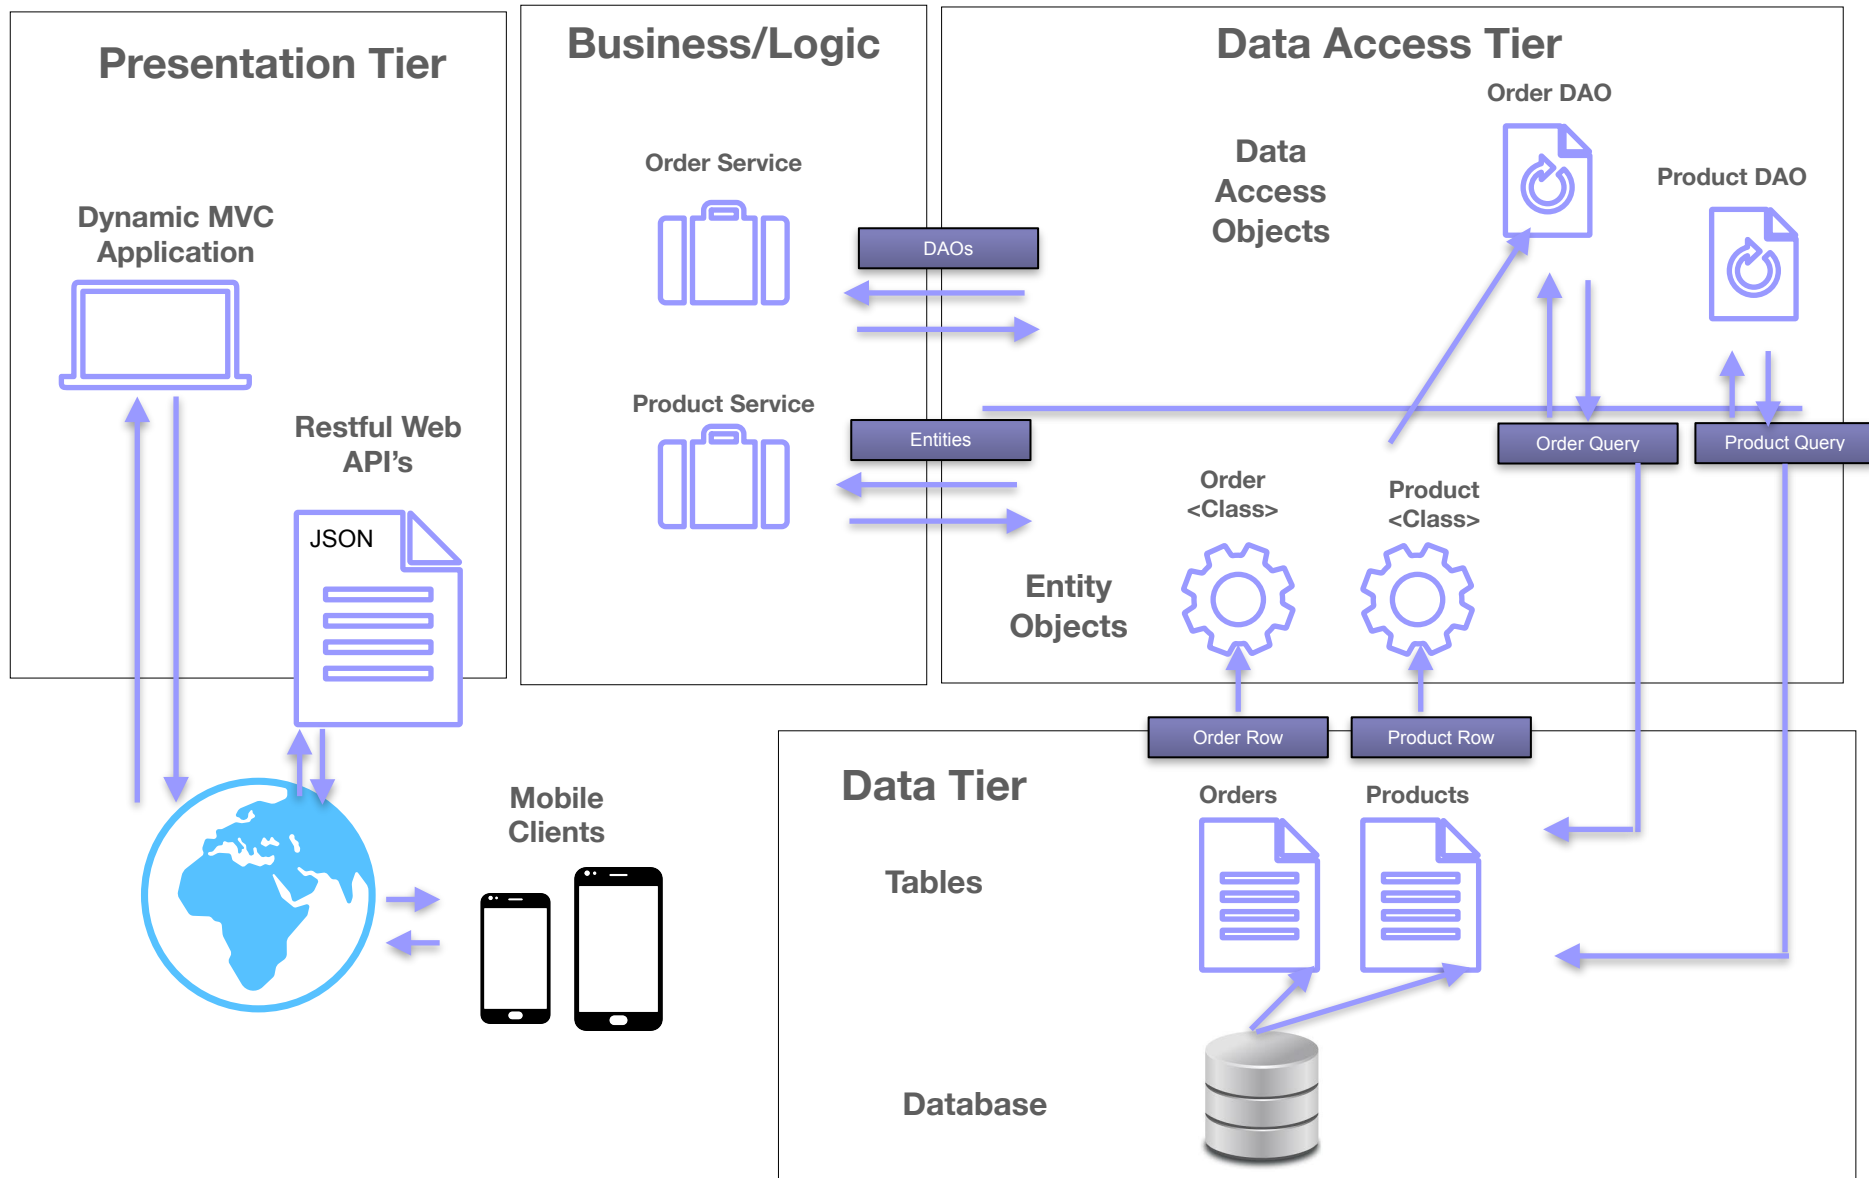 Presentation Tier
Dynamic MVC
Application
Restful Web
API's
JSON
Mobile
Clients
Business/Logic
Order Service
Product Service
DAOs
Entities
Data Access Tier
Data
Access
Objects
Order DAO
Product DAO
Order Query
Product Query
Order
<Class>
Product
<Class>
Entity
Objects
Order Row
Product Row
Data Tier
Orders
Products
Tables
Database